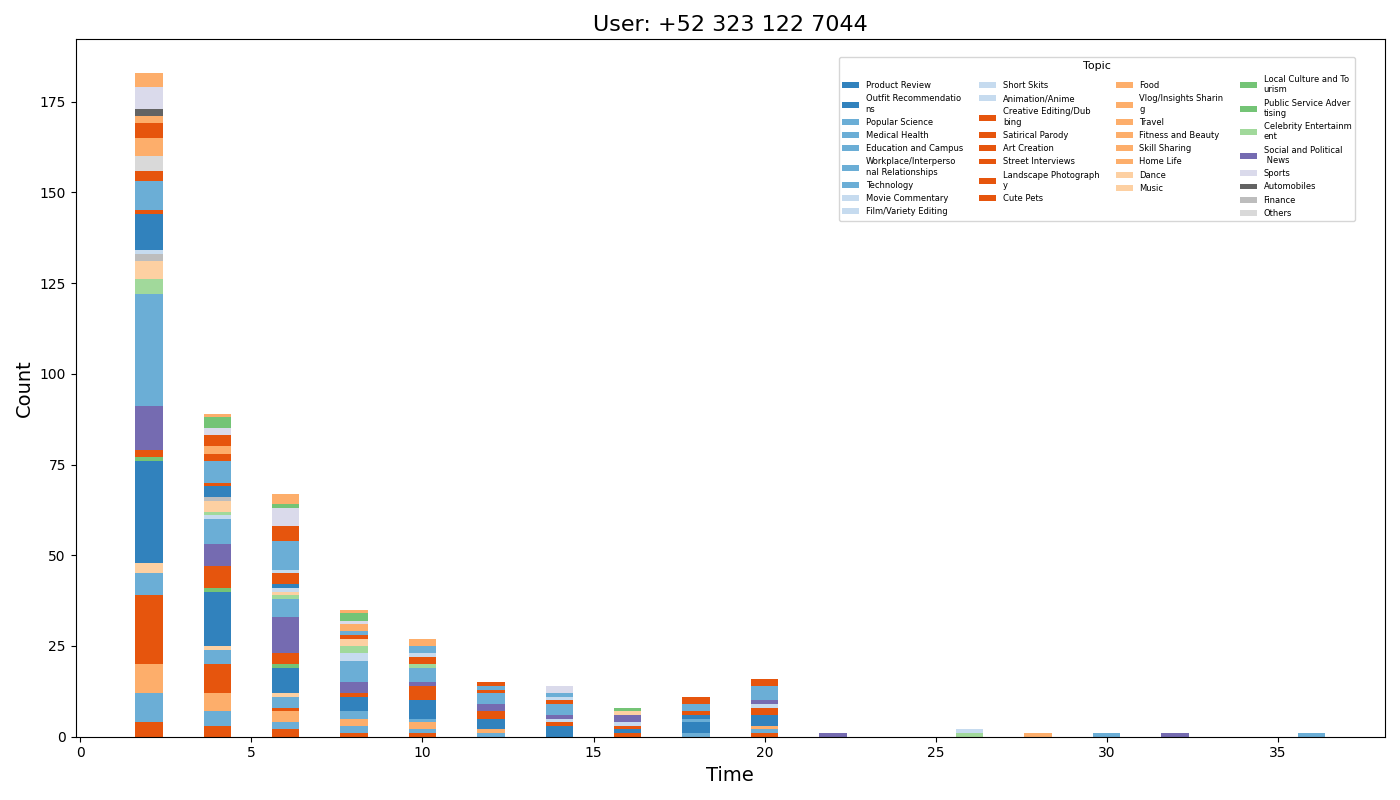 User: +52 323 122 7044
Topic
Product Review
Outfit Recommendatio
ns
Popular Science
Medical Health
Education and Campus
Workplace/Interperso
nal Relationships
Technology
Movie Commentary
Film/Variety Editing
Short Skits
Animation/Anime
Creative Editing/Dub
bing
Satirical Parody
Art Creation
Street Interviews
Landscape Photograph
y
Cute Pets
Food
Vlog/Insights Sharin
g
Travel
Fitness and Beauty
Skill Sharing
Home Life
Dance
Music
Local Culture and To
urism
Public Service Adver
tising
Celebrity Entertainm
ent
Social and Political
News
Sports
Automobiles
Finance
Others
Count
175
150
125
100
75
50
25
0
0 5 10 15 20 25 30 35
Time